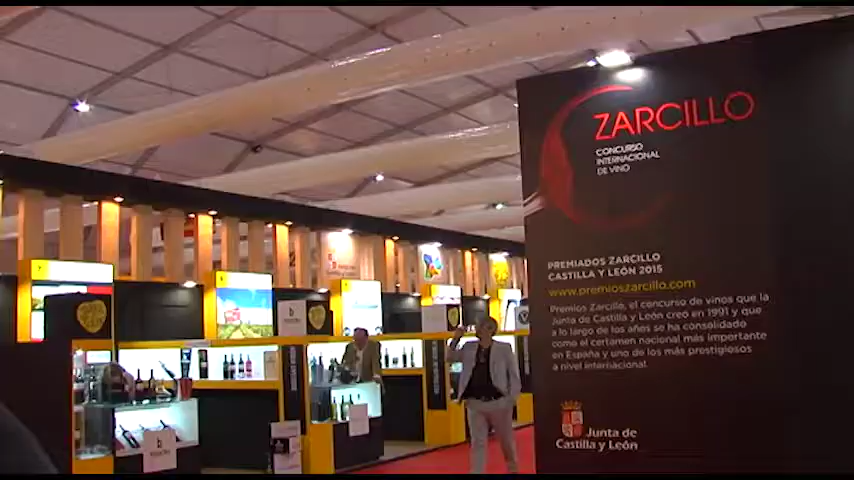 ZARCILLO
CONCURSO
INTERNACIONAL
DE VINO
PREMIADOS ZARCILLO
CASTILLA Y LEÓN 2015
www.premioszarcillo.com
Premios Zarcillo, el concurso de vinos que la
Junta de Castilla y León creó en 1991 y que
a lo largo de los años se ha consolidado
como el certamen nacional más importante
en España y uno de los más prestigiosos
a nivel internacional.
Junta de
Castilla y León